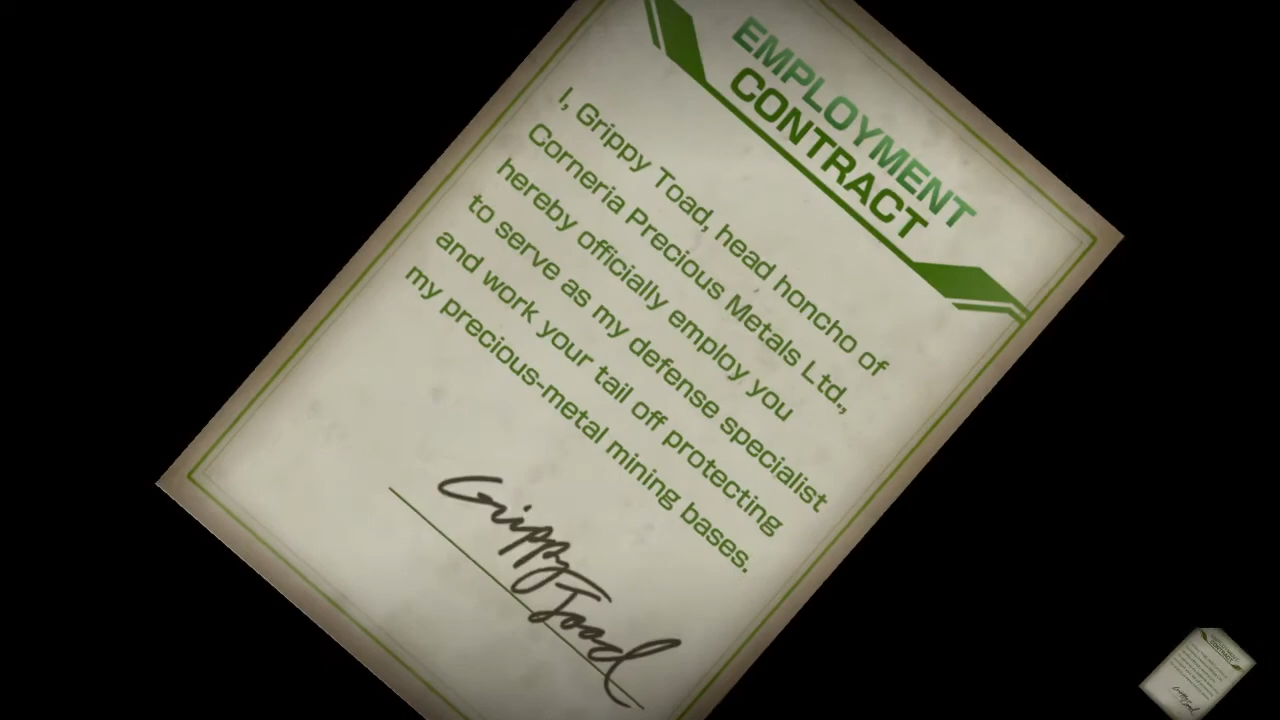 EMPLOYMENT
CONTRACT
I, Grippy Toad, head honcho of
Corneria Precious Metals Ltd.,
hereby officially employ you
to serve as my defense specialist
and work your tail off protecting
my precious-metal mining bases.
Grippy Toad